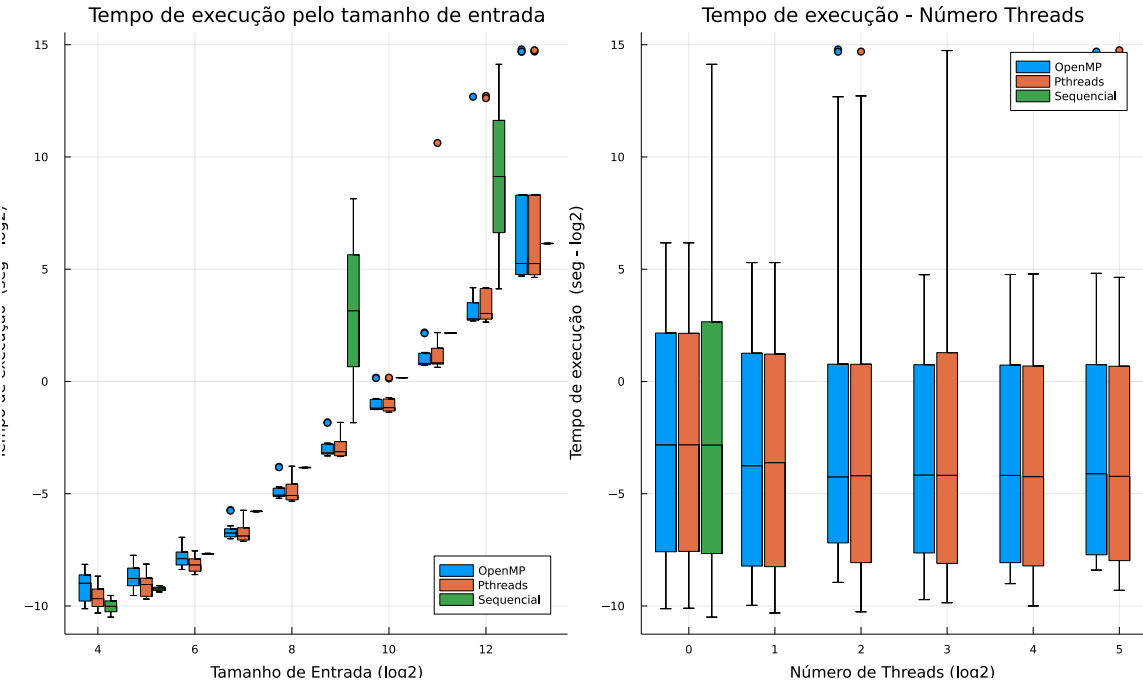 Tempo de execução pelo tamanho de entrada
15
10
5
0
−5
−10
4
6
8
10
12
Tamanho de Entrada (log2)
OpenMP
Pthreads
Sequencial
Tempo de execução - Número Threads
Tempo de execução (seg - log2)
15
10
5
0
−5
−10
0
1
2
3
4
5
Número de Threads (log2)
OpenMP
Pthreads
Sequencial